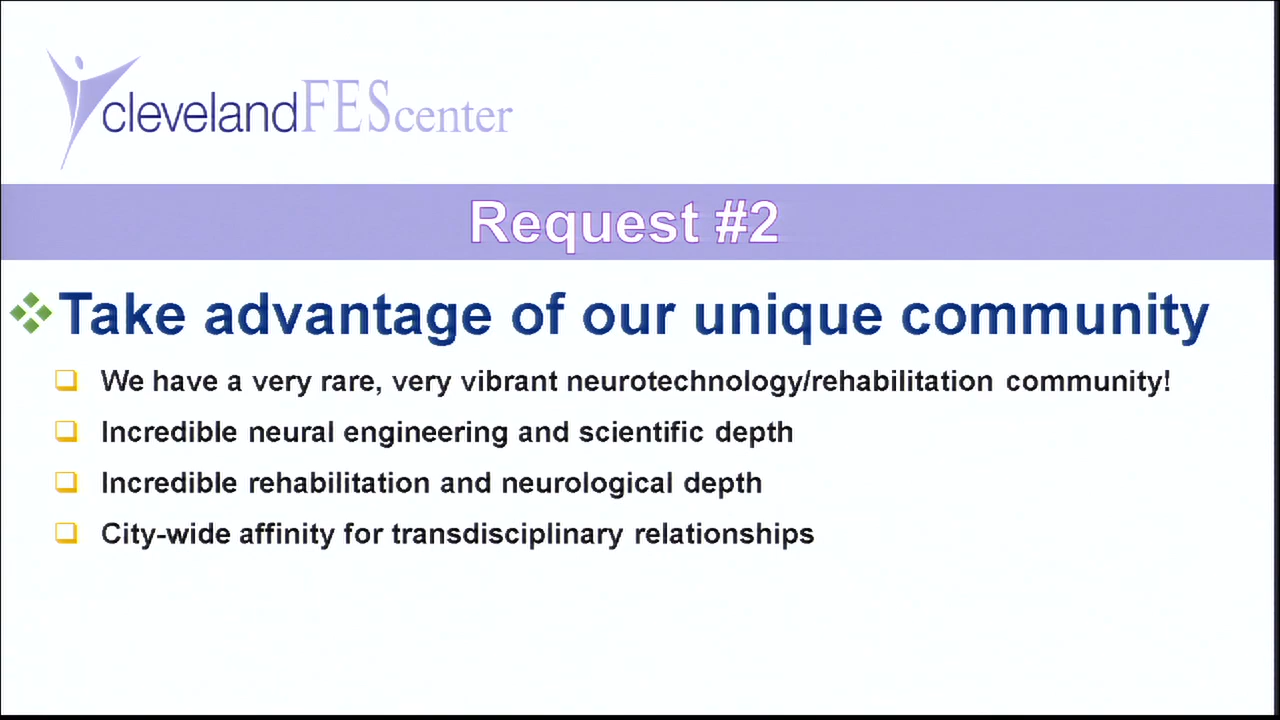 clevelandFEScenter
Request #2
Take advantage of our unique community
We have a very rare, very vibrant neurotechnology/rehabilitation community!
Incredible neural engineering and scientific depth
Incredible rehabilitation and neurological depth
City-wide affinity for transdisciplinary relationships